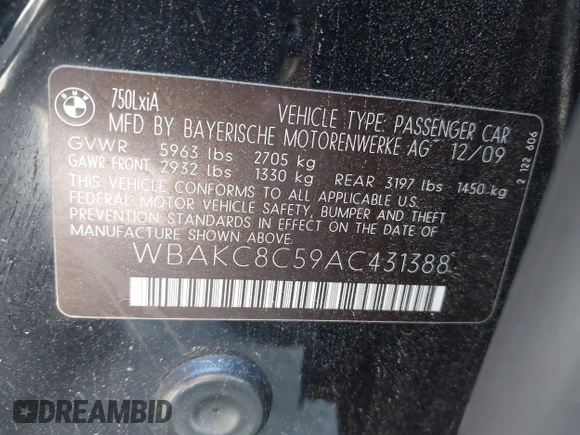 BMW
750LxiA
VEHICLE TYPE: PASSENGER CAR
MFD BY BAYERISCHE MOTORENWERKE AG 12/09
GVWR 5963 lbs 2705 kg
GAWR FRONT 2932 lbs 1330 kg REAR 3197 lbs 1450 kg
THIS VEHICLE CONFORMS TO ALL APPLICABLE U.S.
FEDERAL MOTOR VEHICLE SAFETY, BUMPER AND THEFT
PREVENTION STANDARDS IN EFFECT ON THE DATE OF
MANUFACTURE SHOWN ABOVE.
2 122 606
WBAKC8C59AC431388
DREAMBID